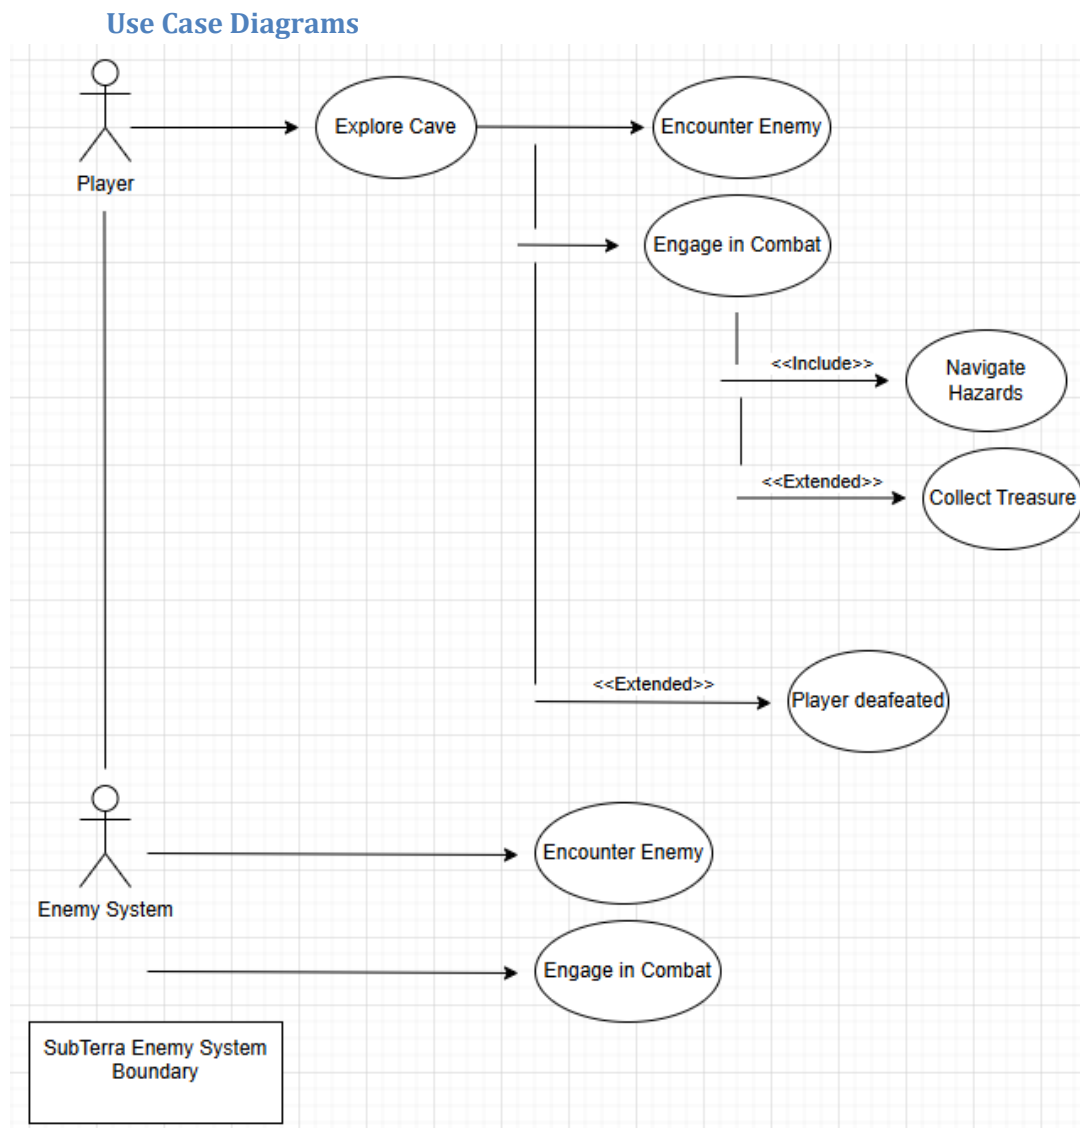 Use Case Diagrams
Explore Cave
Encounter Enemy
Player
Engage in Combat
<<Include>>
Navigate
Hazards
<<Extended>>
Collect Treasure
<<Extended>>
Player deafeated
Encounter Enemy
Enemy System
Engage in Combat
SubTerra Enemy System
Boundary